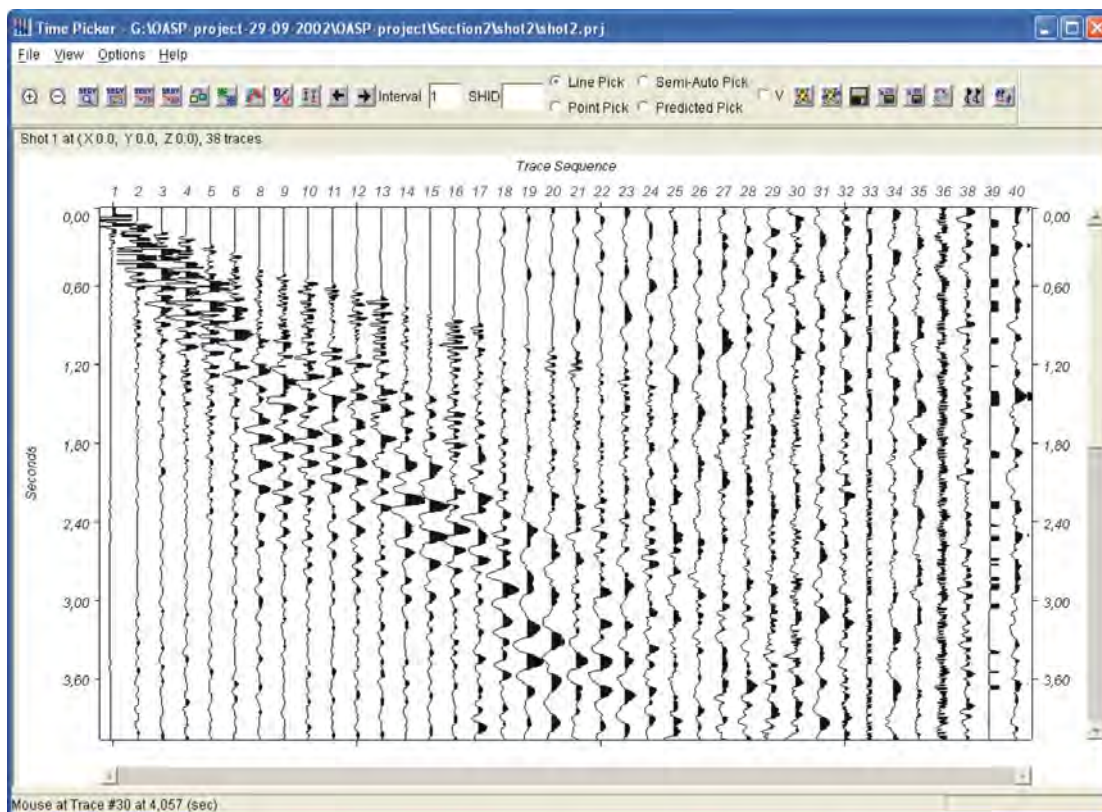 Time Picker - G:\OASP-project-29-09-2002\OASP-project\Section2\shot2\shot2.prj
File View Options Help
Interval 1 SHID Line Pick Semi-Auto Pick V
Point Pick Predicted Pick
Shot 1 at (X 0.0, Y 0.0, Z 0.0), 38 traces.
Trace Sequence
1 2 3 4 5 6 8 9 10 11 12 13 14 15 16 17 18 19 20 21 22 23 24 25 26 27 28 29 30 31 32 33 34 35 36 38 39 40
0,00 0,00
0,60 0,60
1,20 1,20
1,80 1,80
Seconds
2,40 2,40
3,00 3,00
3,60 3,60
Mouse at Trace #30 at 4,057 (sec)